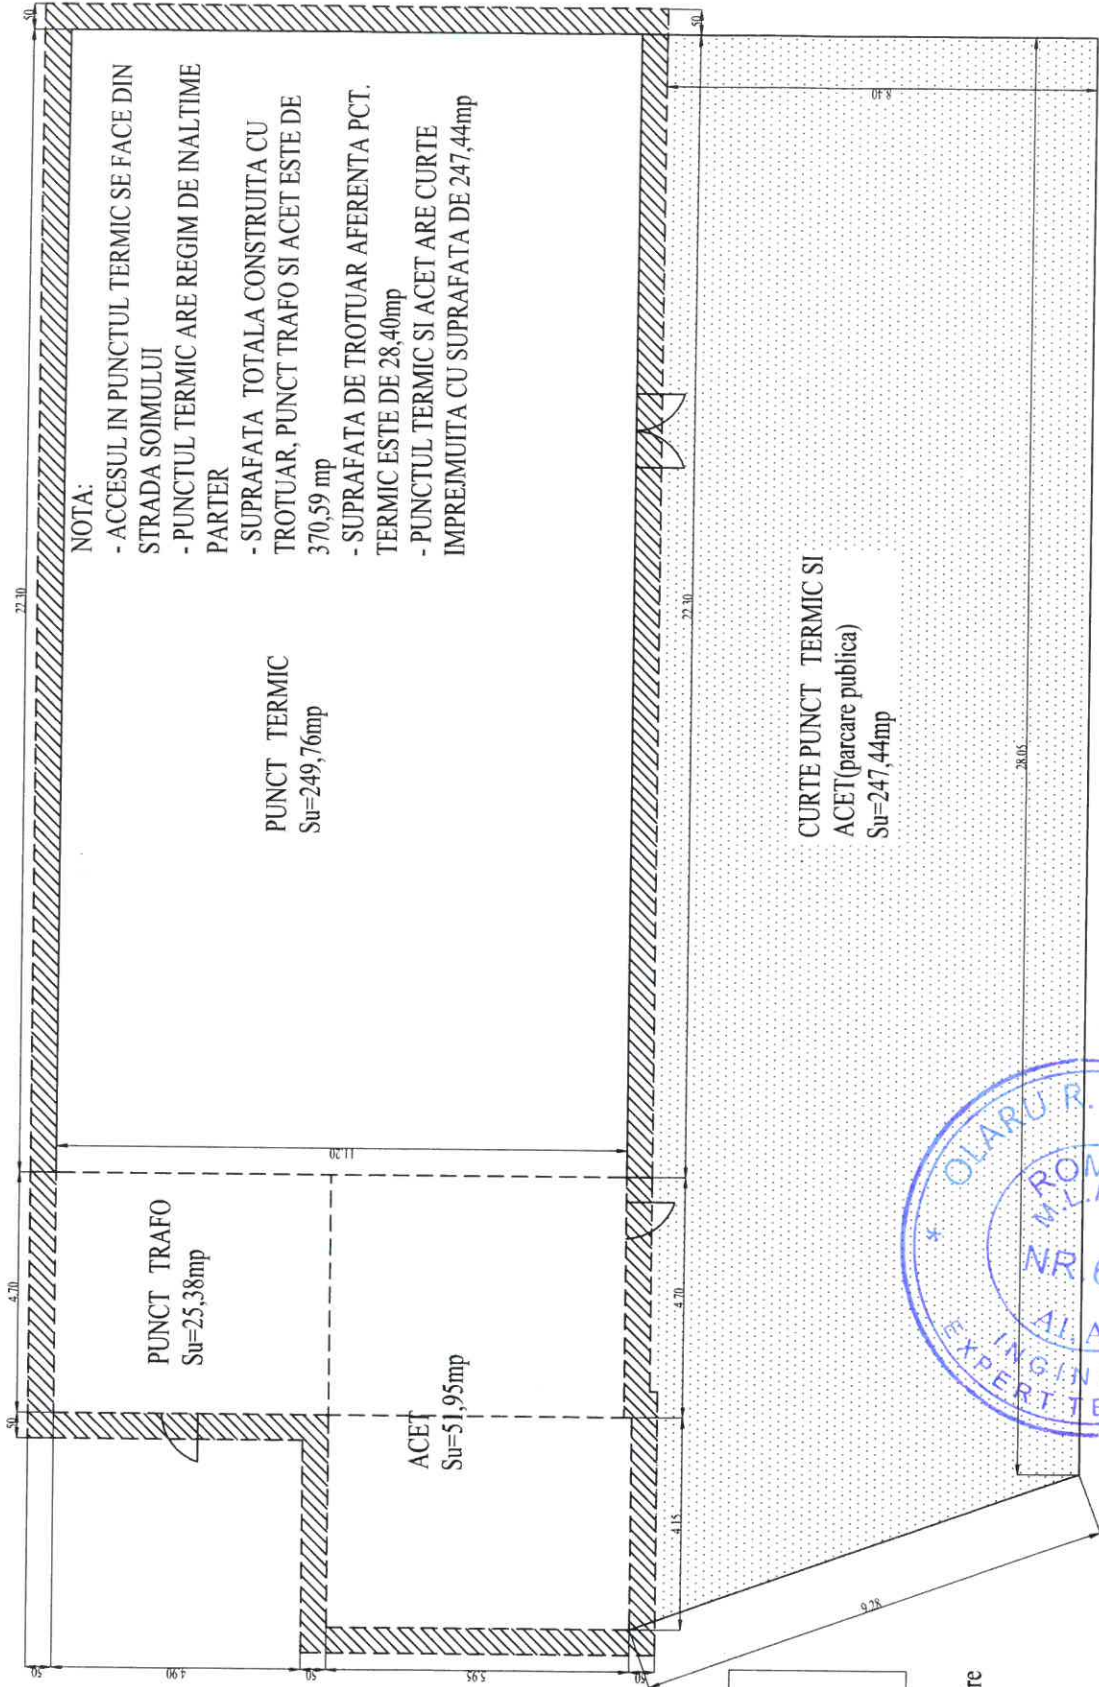 NOTA:
- ACCESUL IN PUNCTUL TERMIC SE FACE DIN
STRADA SOIMULUI
- PUNCTUL TERMIC ARE REGIM DE INALTIME
PARTER
- SUPRAFATA TOTALA CONSTRUITA CU
TROTUAR, PUNCT TRAFO SI ACET ESTE DE
370,59 mp
- SUPRAFATA DE TROTUAR AFERENTA PCT.
TERMIC ESTE DE 28,40mp
- PUNCTUL TERMIC SI ACET ARE CURTE
IMPREJMUITA CU SUPRAFATA DE 247,44mp
PUNCT TERMIC
Su=249,76mp
PUNCT TRAFO
Su=25,38mp
ACET
Su=51,95mp
CURTE PUNCT TERMIC SI
ACET(parcare publica)
Su=247,44mp
50
4.70
22.30
50
50
4.90
50
5.95
50
11.20
4.15
4.70
22.30
50
8.40
28.05
9.28
* OLARU R.
ROM
M.L.
NR.
AL. A
INGIN
EXPERT TE
re